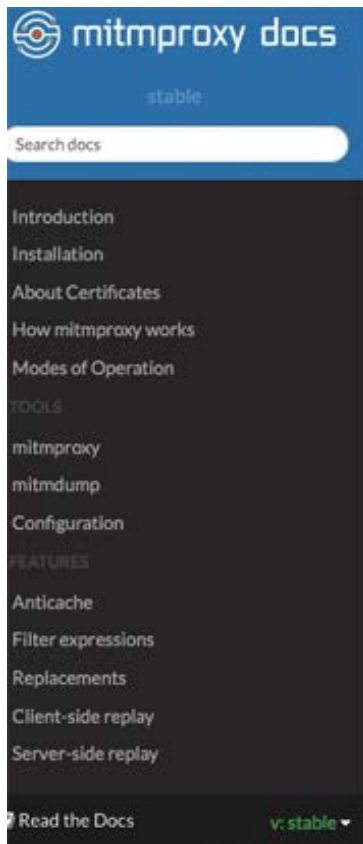 mitmproxy docs
stable
Search docs
Introduction
Installation
About Certificates
How mitmproxy works
Modes of Operation
TOOLS
mitmproxy
mitmdump
Configuration
FEATURES
Anticache
Filter expressions
Replacements
Client-side replay
Server-side replay
Read the Docs v: stable